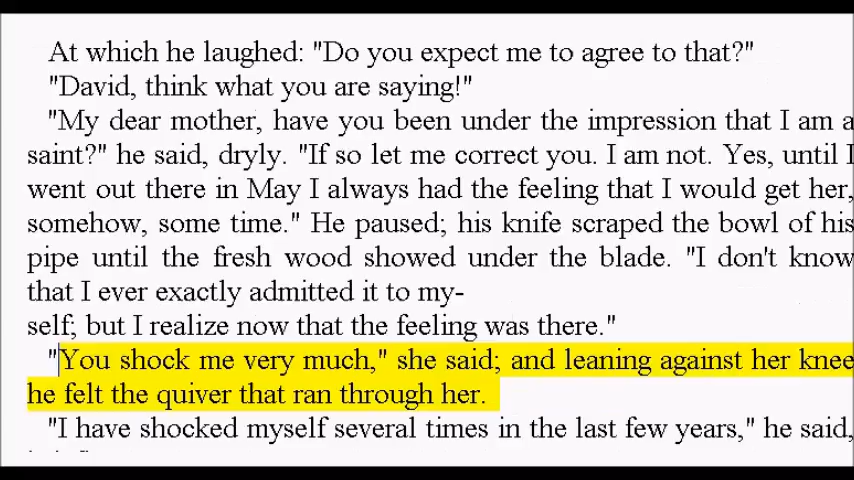 At which he laughed: "Do you expect me to agree to that?"
"David, think what you are saying!"
"My dear mother, have you been under the impression that I am a
saint?" he said, dryly. "If so let me correct you. I am not. Yes, until I
went out there in May I always had the feeling that I would get her,
somehow, some time." He paused; his knife scraped the bowl of his
pipe until the fresh wood showed under the blade. "I don't know
that I ever exactly admitted it to my-
self; but I realize now that the feeling was there."
"You shock me very much," she said; and leaning against her knee
he felt the quiver that ran through her.
"I have shocked myself several times in the last few years," he said,